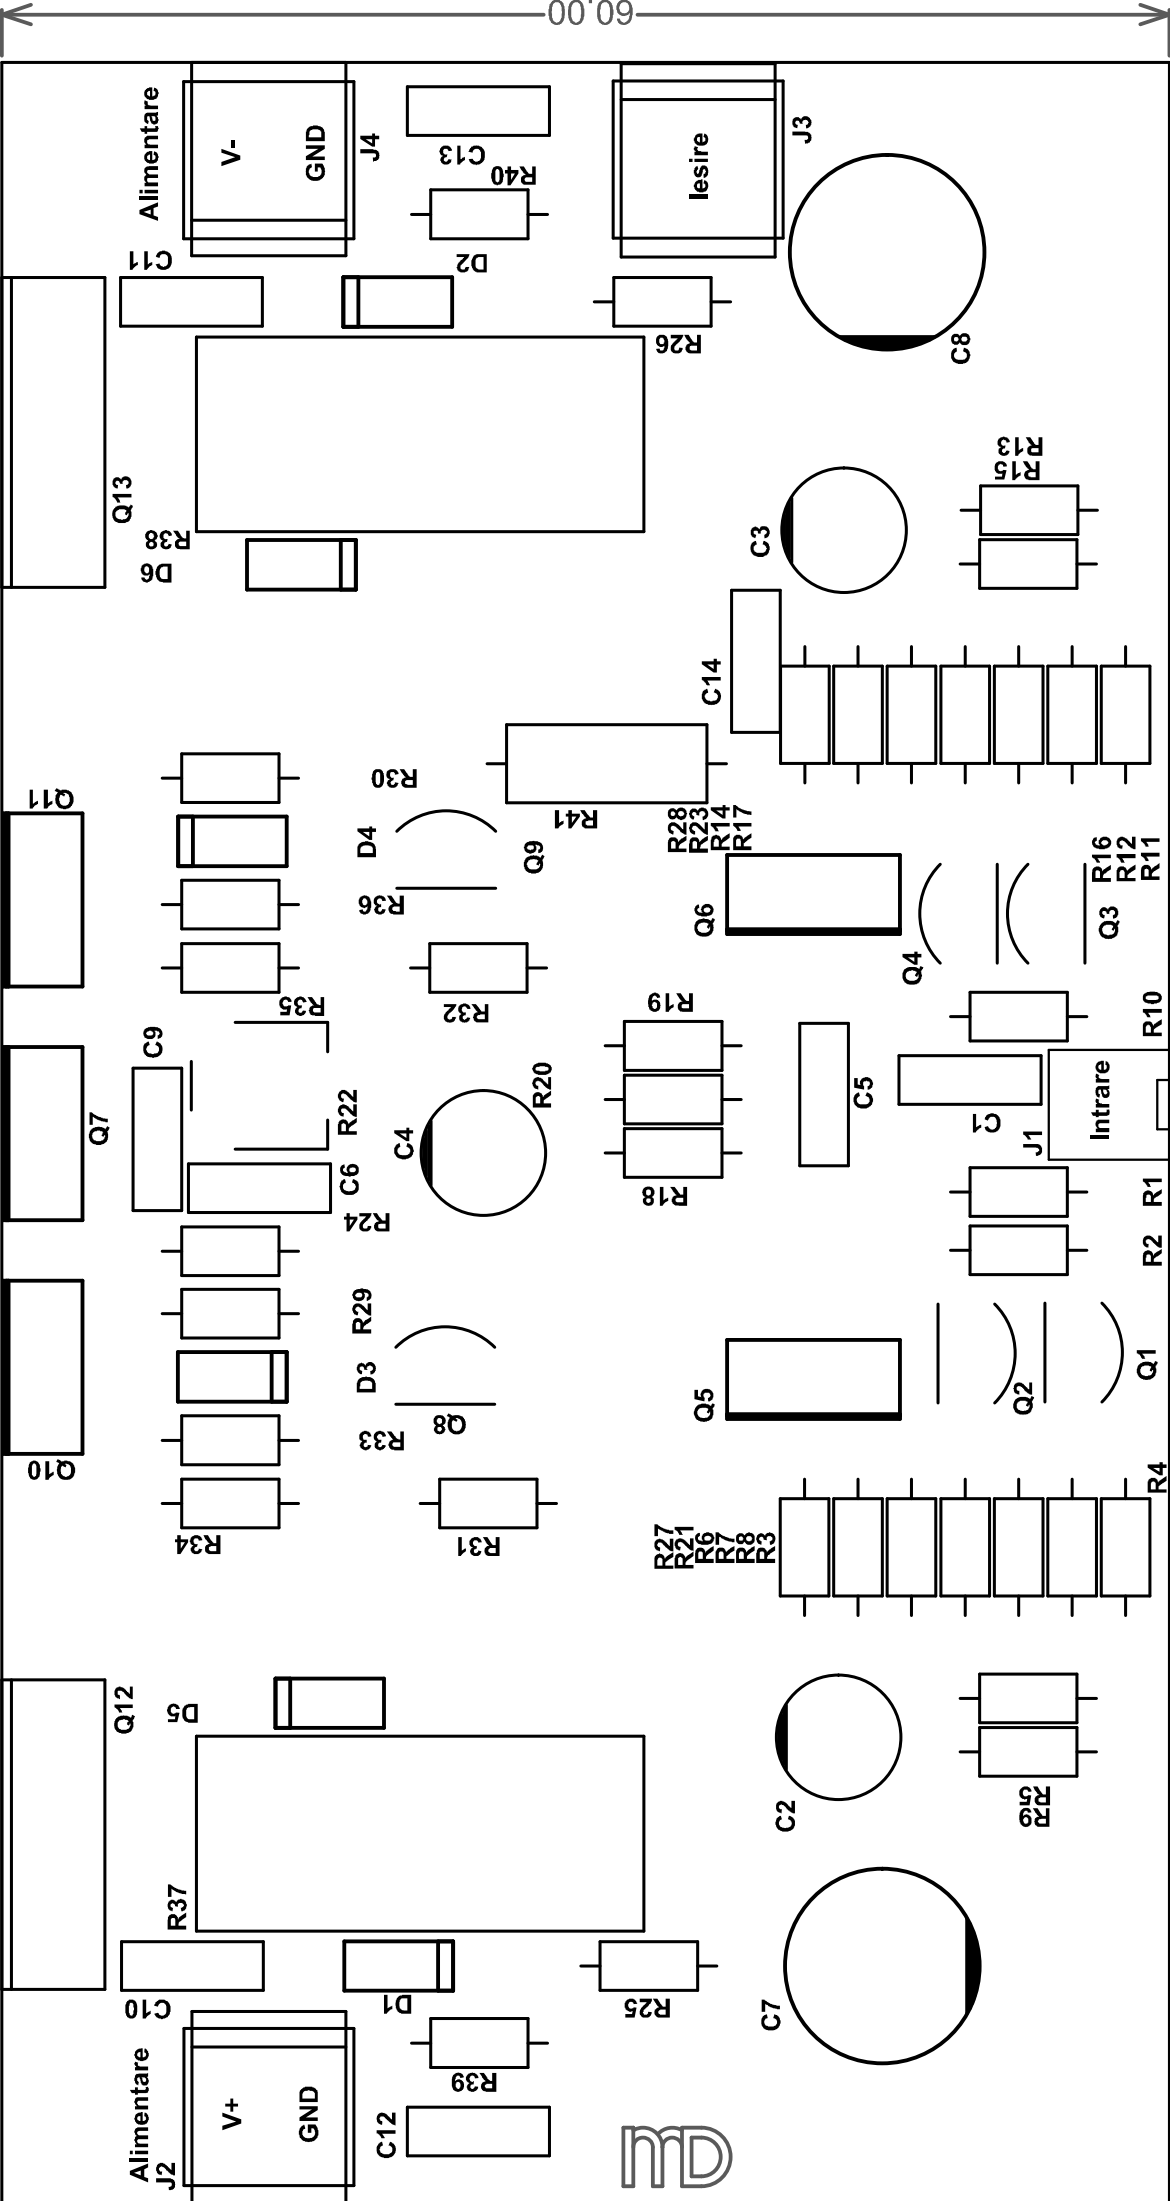 60.00
Alimentare
V-
GND
J4
C13
R40
Iesire
J3
C11
D2
R26
C8
Q13
R38
D6
C3
R13
R15
C14
R30
R41
Q11
D4
Q9
R36
R28
R23
R14
R17
Q6
Q4
R16
R12
R11
Q3
R35
R32
R19
R10
C9
Q7
R22
C4
R20
C5
C1
Intrare
J1
C6
R24
R18
R1
R2
R29
D3
Q8
R33
Q10
Q5
Q2
Q1
R34
R31
R27
R21
R6
R7
R8
R3
R4
Q12
D5
C2
R5
R9
R37
C10
D1
R25
C7
Alimentare
J2
V+
GND
R39
C12
mD